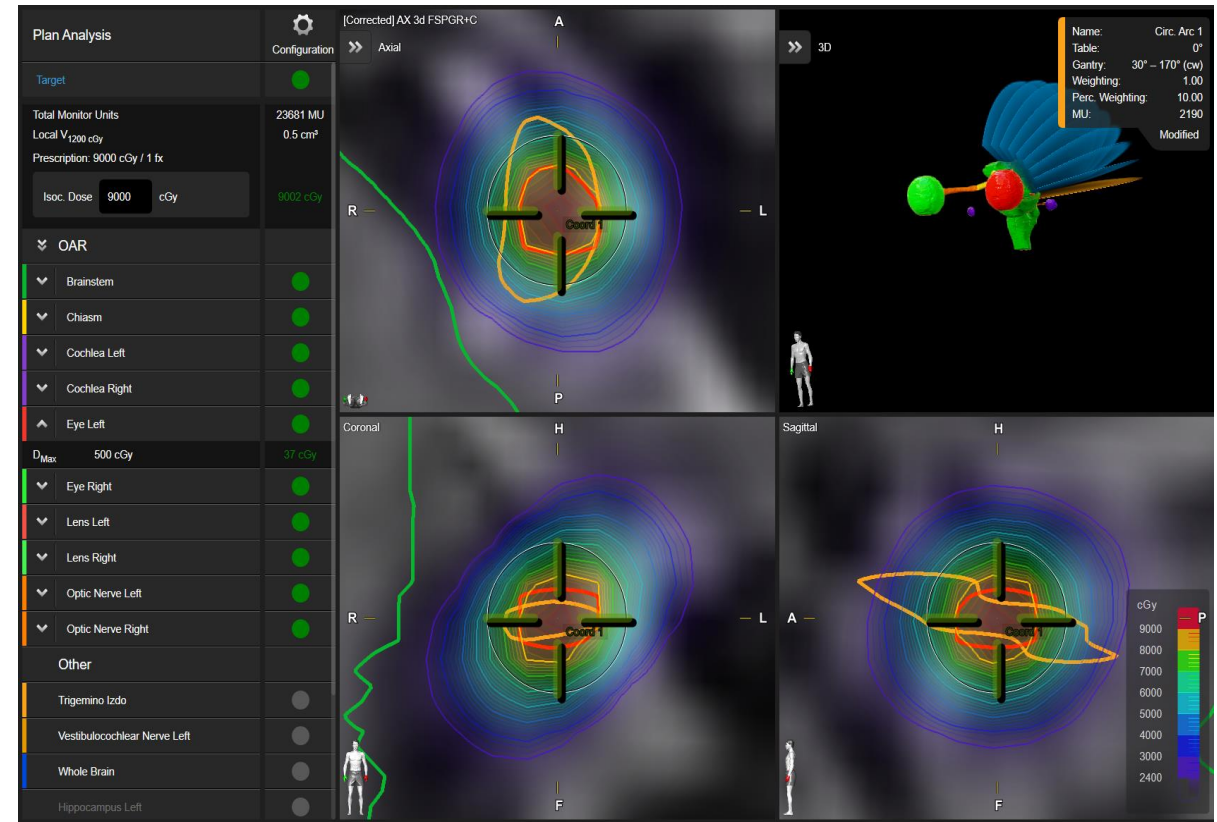 Plan Analysis
Configuration
Target
Total Monitor Units 23681 MU
Local V1200 cGy 0.5 cm³
Prescription: 9000 cGy / 1 fx
Isoc. Dose 9000 cGy 9002 cGy
OAR
Brainstem
Chiasm
Cochlea Left
Cochlea Right
Eye Left
DMax 500 cGy 37 cGy
Eye Right
Lens Left
Lens Right
Optic Nerve Left
Optic Nerve Right
Other
Trigemino Izdo
Vestibulocochlear Nerve Left
Whole Brain
Hippocampus Left
[Corrected] AX 3d FSPGR+C
Axial
A
R
L
Coord 1
P
3D
Name: Circ. Arc 1
Table: 0°
Gantry: 30° – 170° (cw)
Weighting: 1.00
Perc. Weighting: 10.00
MU: 2190
Modified
Coronal
H
R
L
Coord 1
F
Sagittal
H
A
P
Coord 1
F
cGy
9000
8000
7000
6000
5000
4000
3000
2400